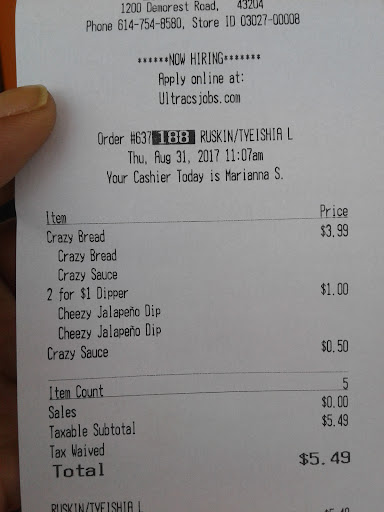 1200 Demorest Road, 43204
Phone 614-754-8580, Store ID 03027-00008
******NOW HIRING*******
Apply online at:
Ultracsjobs.com
Order #637 188 RUSKIN/TYEISHIA L
Thu, Aug 31, 2017 11:07am
Your Cashier Today is Marianna S.
Item Price
Crazy Bread $3.99
Crazy Bread
Crazy Sauce
2 for $1 Dipper $1.00
Cheezy Jalapeño Dip
Cheezy Jalapeño Dip
Crazy Sauce $0.50
Item Count 5
Sales $0.00
Taxable Subtotal $5.49
Tax Waived
Total $5.49
RUSKIN/TYEISHIA L